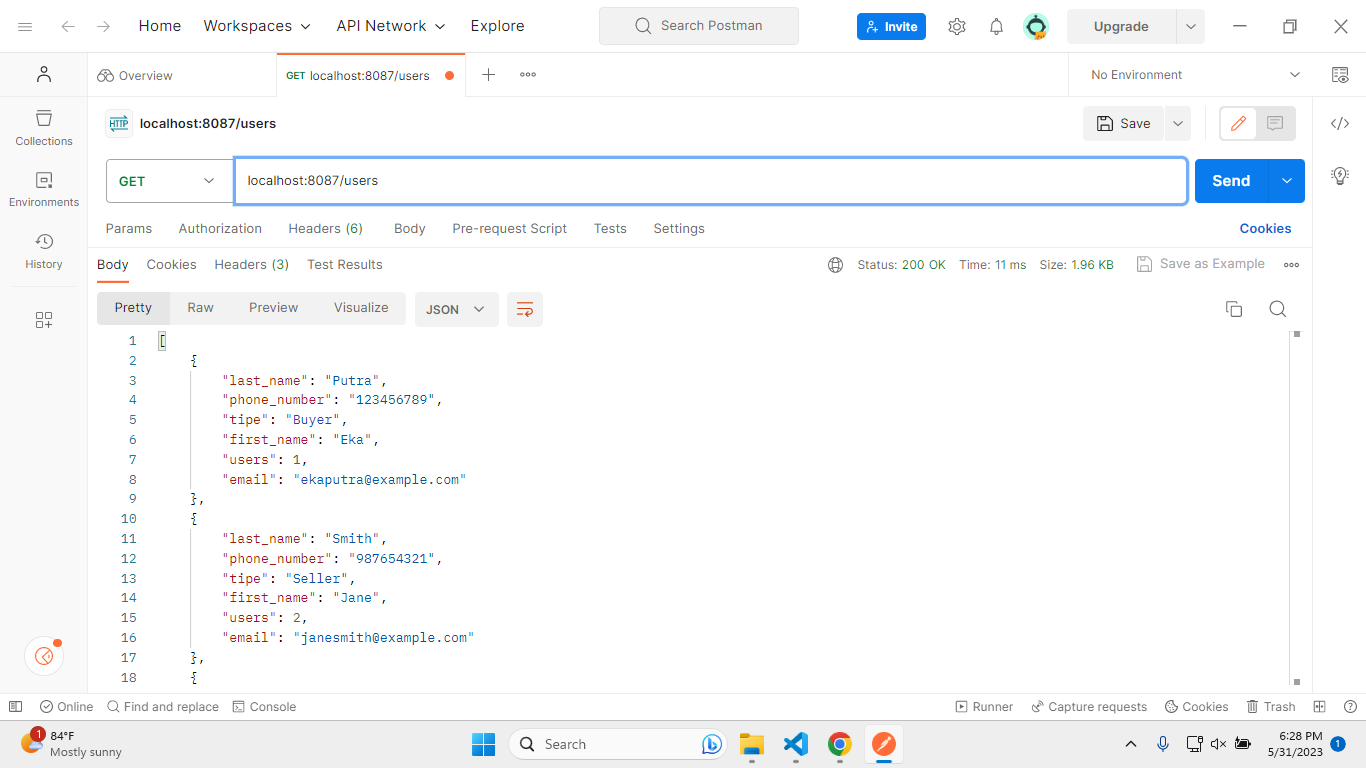 Home Workspaces API Network Explore Search Postman Invite Upgrade
Overview GET localhost:8087/users No Environment
HTTP localhost:8087/users Save
Collections
GET localhost:8087/users Send
Environments
Params Authorization Headers (6) Body Pre-request Script Tests Settings Cookies
History
Body Cookies Headers (3) Test Results Status: 200 OK Time: 11 ms Size: 1.96 KB Save as Example
Pretty Raw Preview Visualize JSON
1 [
2 {
3 "last_name": "Putra",
4 "phone_number": "123456789",
5 "tipe": "Buyer",
6 "first_name": "Eka",
7 "users": 1,
8 "email": "ekaputra@example.com"
9 },
10 {
11 "last_name": "Smith",
12 "phone_number": "987654321",
13 "tipe": "Seller",
14 "first_name": "Jane",
15 "users": 2,
16 "email": "janesmith@example.com"
17 },
18 {
Online Find and replace Console Runner Capture requests Cookies Trash
1 84°F
Mostly sunny
Search
6:28 PM
5/31/2023 1